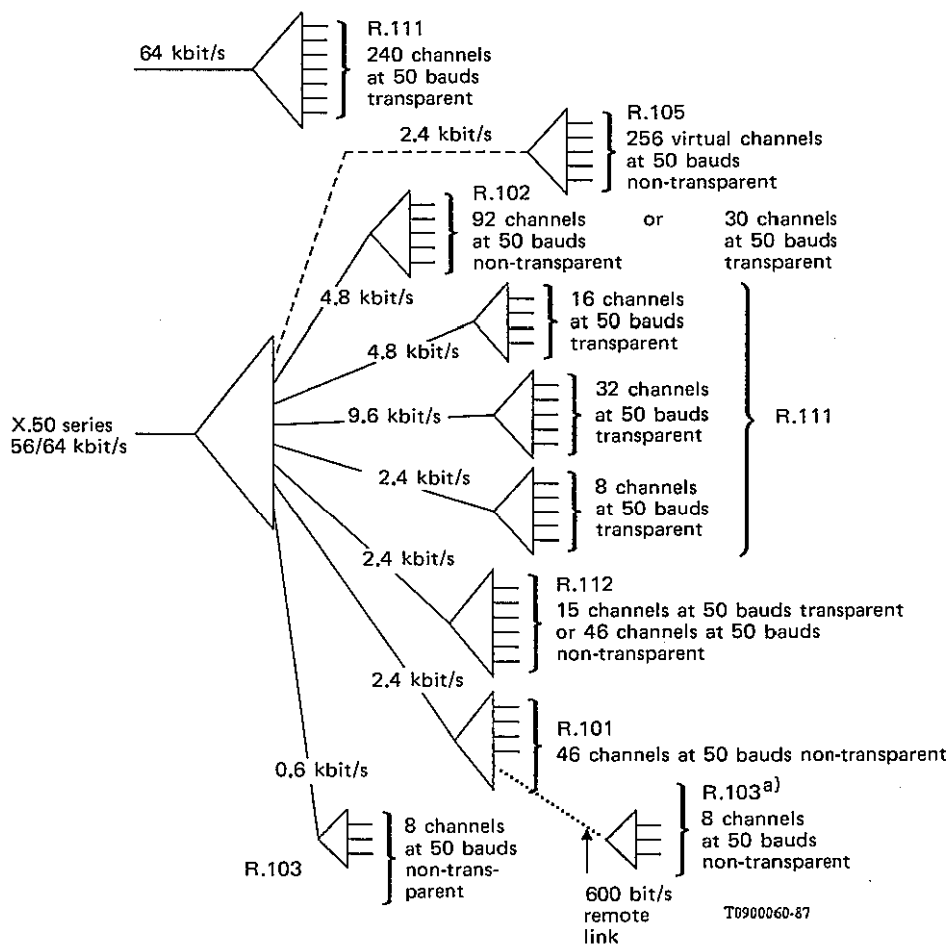 64 kbit/s
R.111
240 channels
at 50 bauds
transparent
2.4 kbit/s
R.105
256 virtual channels
at 50 bauds
non-transparent
R.102
92 channels
at 50 bauds
non-transparent
or
30 channels
at 50 bauds
transparent
4.8 kbit/s
16 channels
at 50 bauds
transparent
4.8 kbit/s
32 channels
at 50 bauds
transparent
9.6 kbit/s
R.111
X.50 series
56/64 kbit/s
2.4 kbit/s
8 channels
at 50 bauds
transparent
2.4 kbit/s
R.112
15 channels at 50 bauds transparent
or 46 channels at 50 bauds
non-transparent
2.4 kbit/s
R.101
46 channels at 50 bauds non-transparent
0.6 kbit/s
R.103a)
8 channels
at 50 bauds
non-transparent
R.103
8 channels
at 50 bauds
non-trans-
parent
600 bit/s
remote
link
T0900060-87